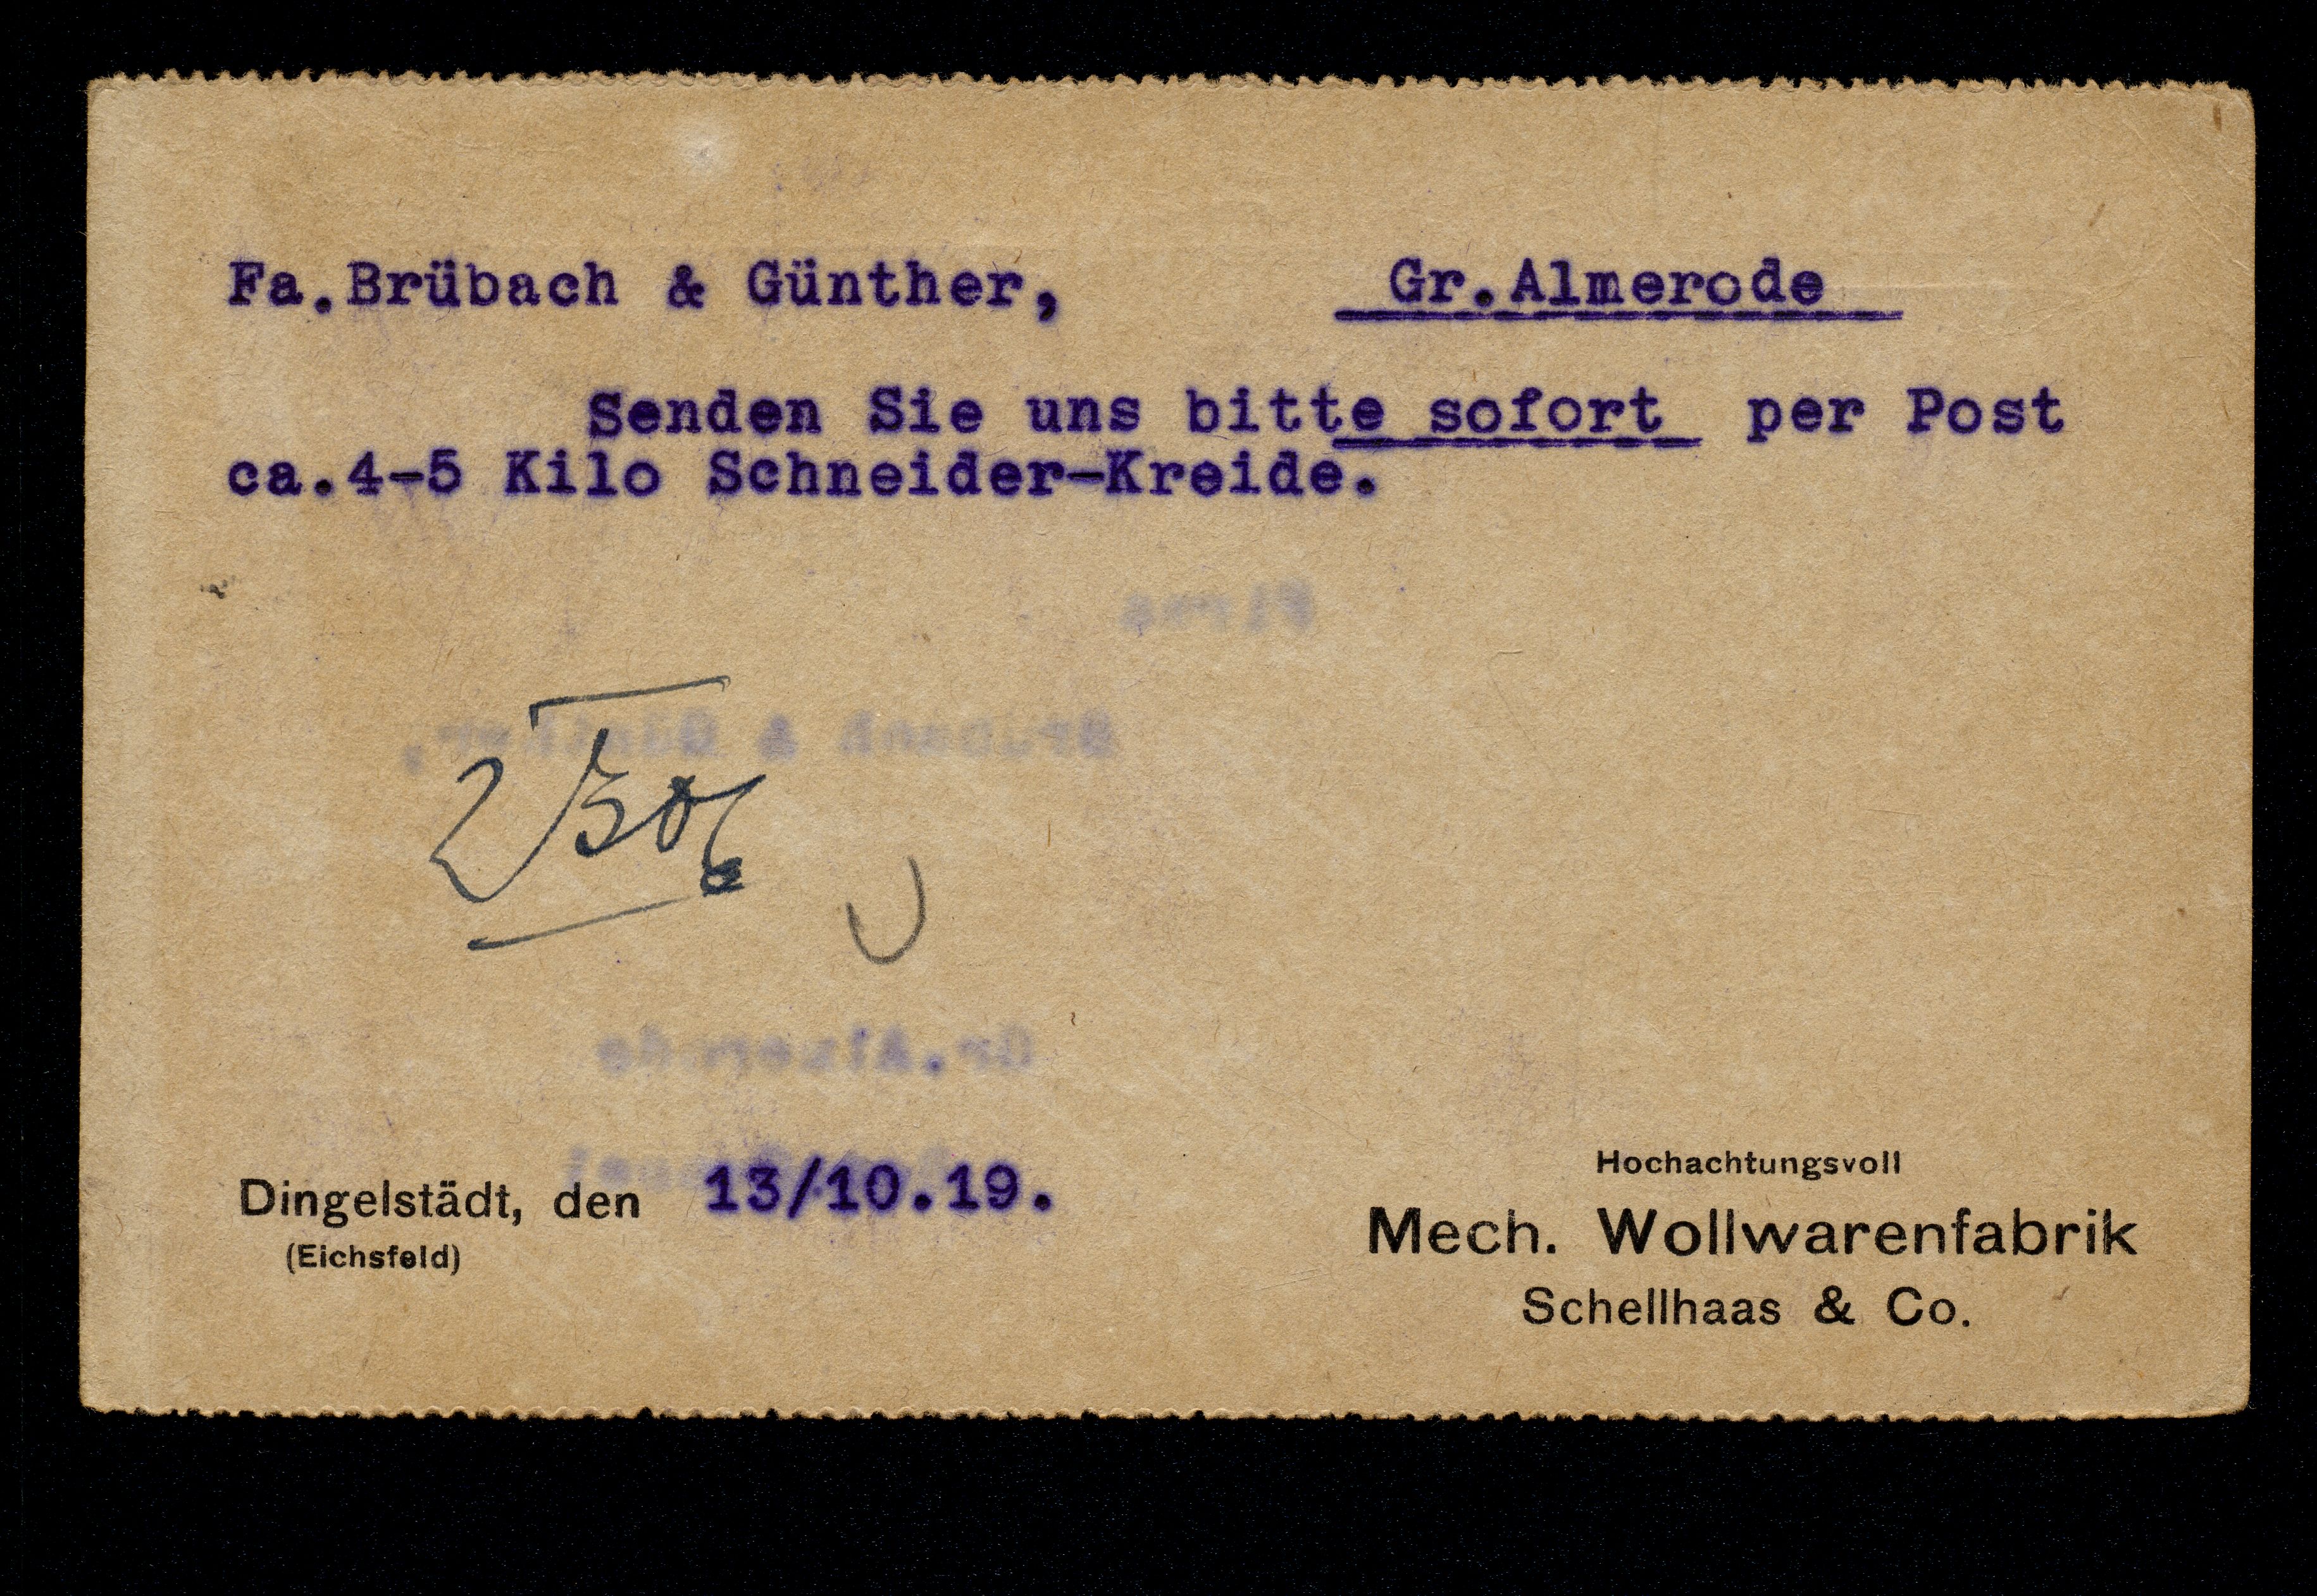 Fa.Brübach & Günther, Gr.Almerode
Senden Sie uns bitte sofort per Post
ca.4-5 Kilo Schneider-Kreide.
Dingelstädt, den 13/10.19.
(Eichsfeld)
Hochachtungsvoll
Mech. Wollwarenfabrik
Schellhaas & Co.